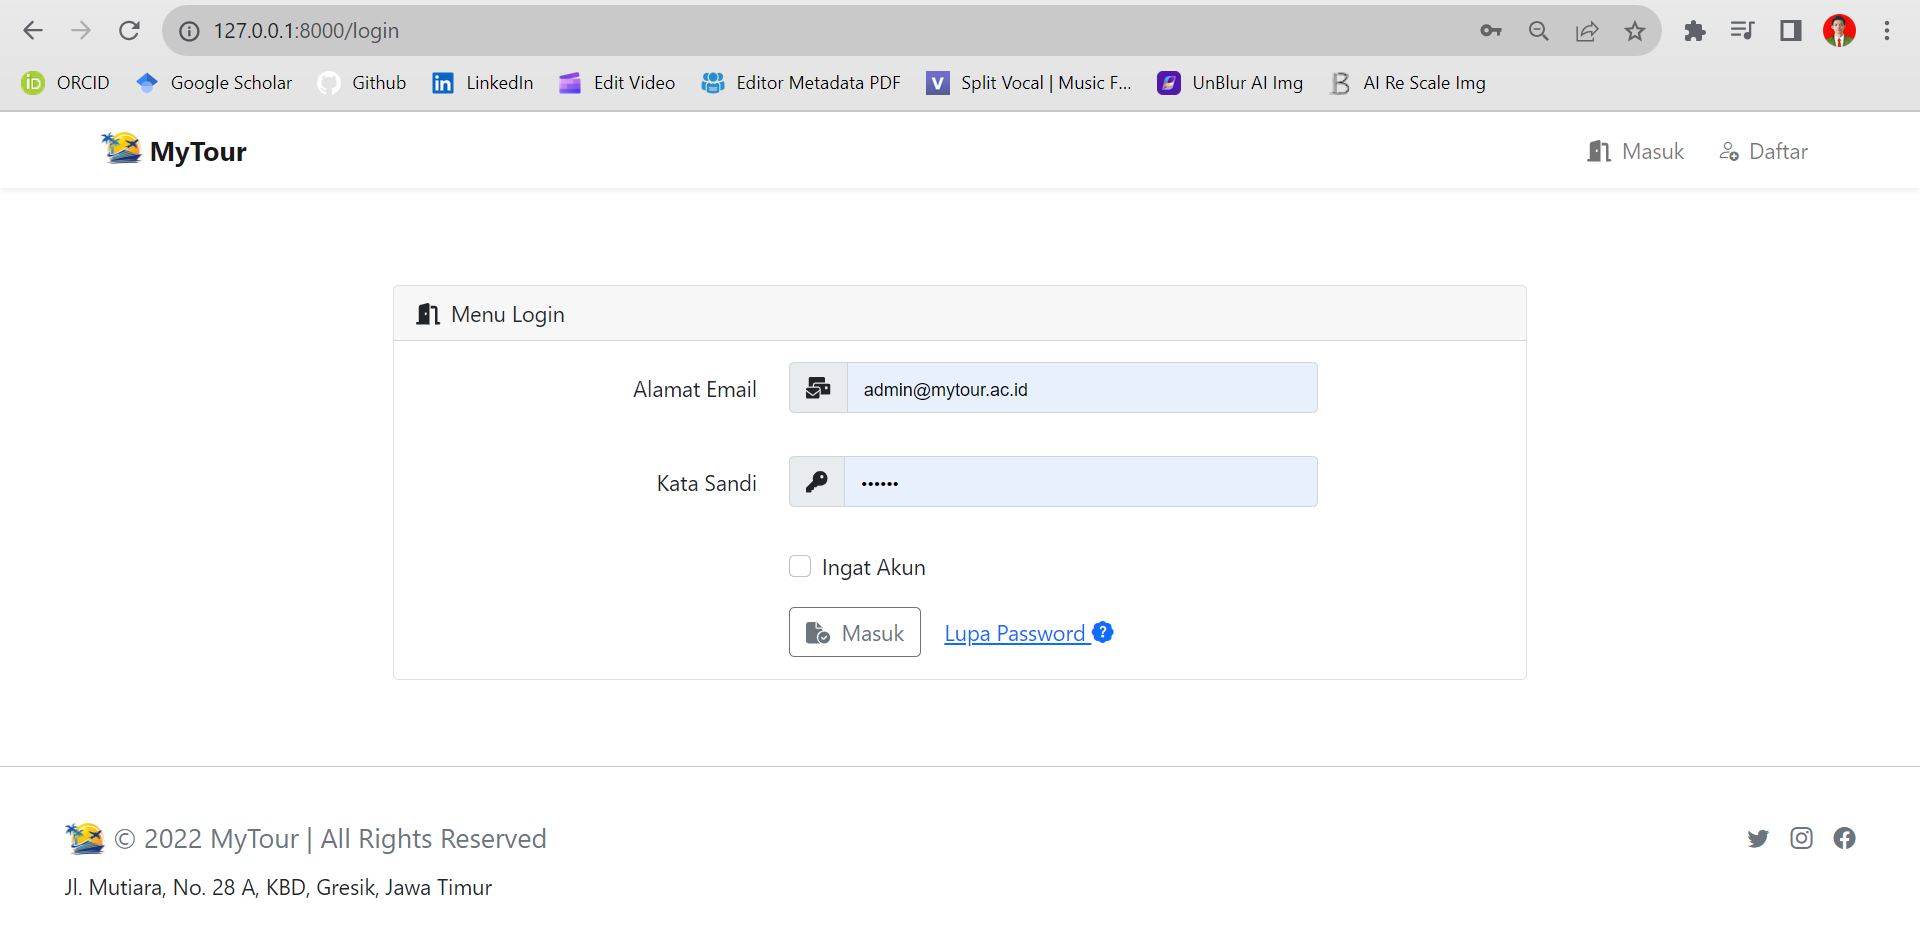 127.0.0.1:8000/login
ORCID Google Scholar Github LinkedIn Edit Video Editor Metadata PDF Split Vocal | Music F... UnBlur AI Img AI Re Scale Img
MyTour Masuk Daftar
Menu Login
Alamat Email admin@mytour.ac.id
Kata Sandi ••••••
Ingat Akun
Masuk Lupa Password
© 2022 MyTour | All Rights Reserved
Jl. Mutiara, No. 28 A, KBD, Gresik, Jawa Timur